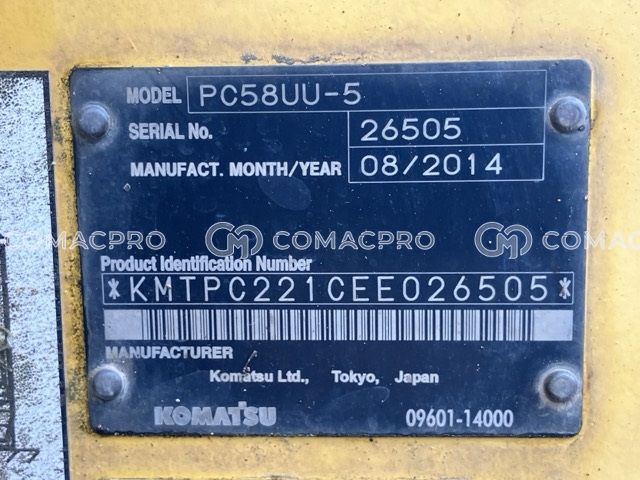 MODEL PC58UU-5
SERIAL No. 26505
MANUFACT. MONTH/YEAR 08/2014
COMACPRO COMACPRO COMACPRO
Product Identification Number
*KMTPC221CEE026505*
MANUFACTURER
Komatsu Ltd., Tokyo, Japan
KOMATSU 09601-14000